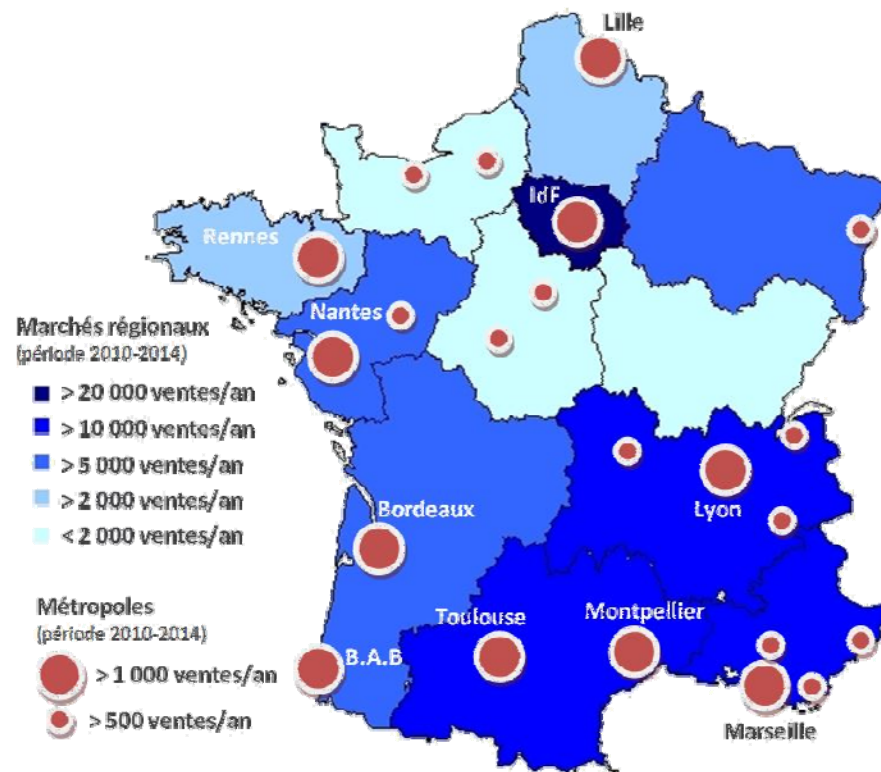 Lille
IdF
Rennes
Nantes
Marchés régionaux
(période 2010-2014)
> 20 000 ventes/an
> 10 000 ventes/an
> 5 000 ventes/an
> 2 000 ventes/an
< 2 000 ventes/an
Bordeaux
Lyon
Métropoles
(période 2010-2014)
Toulouse
Montpellier
B.A.B
> 1 000 ventes/an
> 500 ventes/an
Marseille